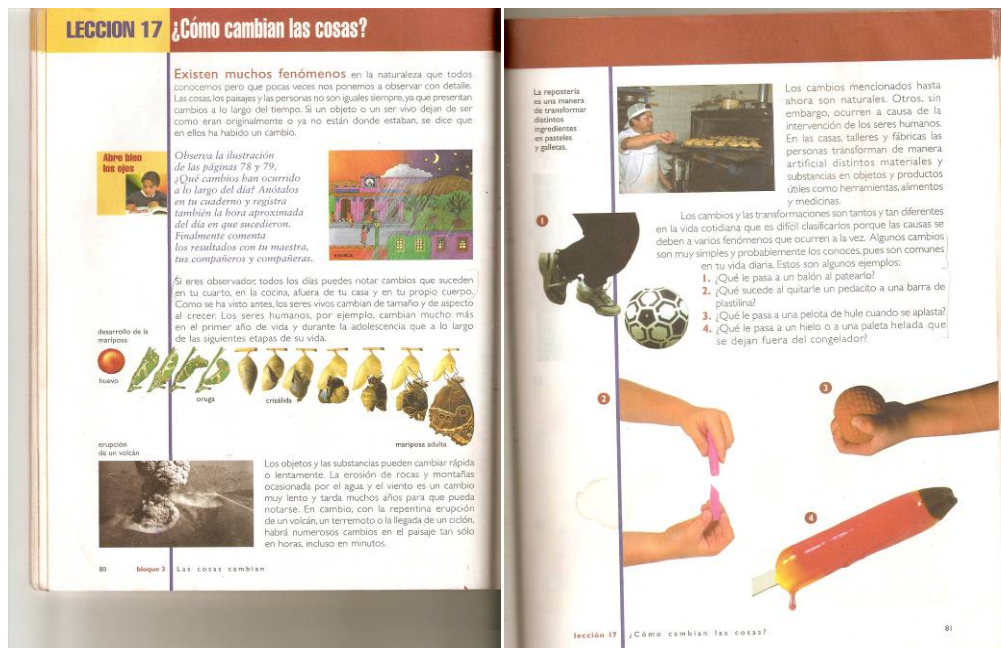 LECCION 17 ¿Cómo cambian las cosas?
Existen muchos fenómenos en la naturaleza que todos
conocemos pero que pocas veces nos ponemos a observar con detalle.
Las cosas, los paisajes y las personas no son iguales siempre, ya que presentan
cambios a lo largo del tiempo. Si un objeto o un ser vivo dejan de ser
como eran originalmente o ya no están donde estaban, se dice que
en ellos ha habido un cambio.
Abre bien
los ojos
Observa la ilustración
de las páginas 78 y 79.
¿Qué cambios han ocurrido
a lo largo del día? Anótalos
en tu cuaderno y registra
también la hora aproximada
del día en que sucedieron.
Finalmente comenta
los resultados con tu maestra,
tus compañeros y compañeras.
Si eres observador, todos los días puedes notar cambios que suceden
en tu cuarto, en la cocina, afuera de tu casa y en tu propio cuerpo.
Como se ha visto antes, los seres vivos cambian de tamaño y de aspecto
al crecer. Los seres humanos, por ejemplo, cambian mucho más
en el primer año de vida y durante la adolescencia que a lo largo
de las siguientes etapas de su vida.
desarrollo de la
mariposa
huevo
oruga
crisálida
mariposa adulta
erupción
de un volcán
Los objetos y las substancias pueden cambiar rápida
o lentamente. La erosión de rocas y montañas
ocasionada por el agua y el viento es un cambio
muy lento y tarda muchos años para que pueda
notarse. En cambio, con la repentina erupción
de un volcán, un terremoto o la llegada de un ciclón,
habrá numerosos cambios en el paisaje tan sólo
en horas, incluso en minutos.
80 bloque 3 Las cosas cambian
La repostería
es una manera
de transformar
distintos
ingredientes
en pasteles
y galletas.
Los cambios mencionados hasta
ahora son naturales. Otros, sin
embargo, ocurren a causa de la
intervención de los seres humanos.
En las casas, talleres y fábricas las
personas transforman de manera
artificial distintos materiales y
substancias en objetos y productos
útiles como herramientas, alimentos
y medicinas.
Los cambios y las transformaciones son tantos y tan diferentes
en la vida cotidiana que es difícil clasificarlos porque las causas se
deben a varios fenómenos que ocurren a la vez. Algunos cambios
son muy simples y probablemente los conoces, pues son comunes
en tu vida diaria. Estos son algunos ejemplos:
1. ¿Qué le pasa a un balón al patearlo?
2. ¿Qué sucede al quitarle un pedacito a una barra de
plastilina?
3. ¿Qué le pasa a una pelota de hule cuando se aplasta?
4. ¿Qué le pasa a un hielo o a una paleta helada que
se dejan fuera del congelador?
1
2
3
4
lección 17 ¿Cómo cambian las cosas? 81